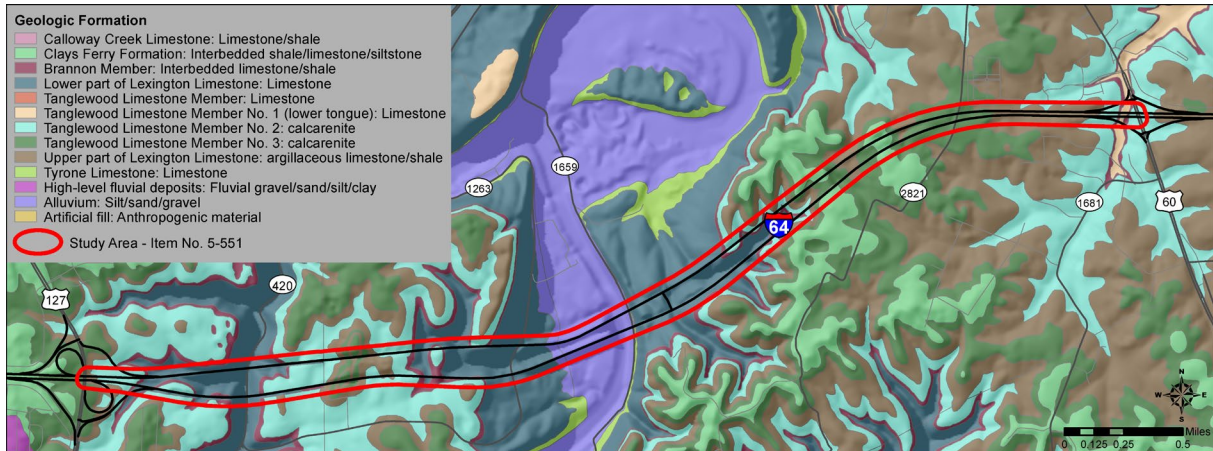 Geologic Formation
Calloway Creek Limestone: Limestone/shale
Clays Ferry Formation: Interbedded shale/limestone/siltstone
Brannon Member: Interbedded limestone/shale
Lower part of Lexington Limestone: Limestone
Tanglewood Limestone Member: Limestone
Tanglewood Limestone Member No. 1 (lower tongue): Limestone
Tanglewood Limestone Member No. 2: calcarenite
Tanglewood Limestone Member No. 3: calcarenite
Upper part of Lexington Limestone: argillaceous limestone/shale
Tyrone Limestone: Limestone
High-level fluvial deposits: Fluvial gravel/sand/silt/clay
Alluvium: Silt/sand/gravel
Artificial fill: Anthropogenic material
Study Area - Item No. 5-551
1659
1263
2821
1681
60
64
420
127
N
W E
S
Miles
0 0.125 0.25 0.5